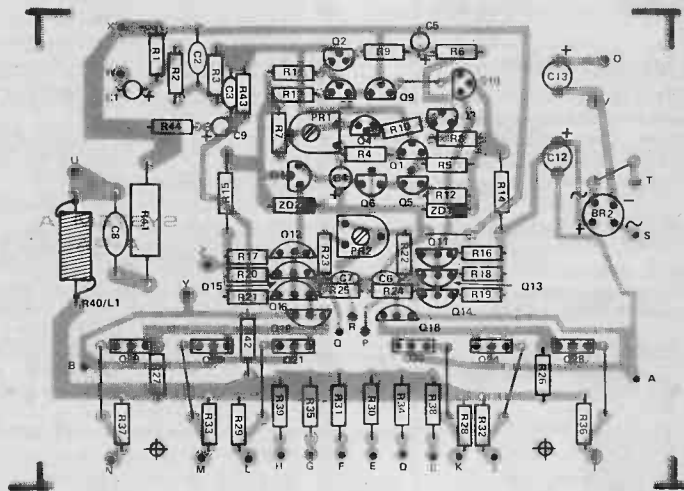 C5
Q2
X
R1
C2
R3
R9
R6
R2
R11
C13
O
C3
R43
Q9
V
R44
C9
R7
PR1
Q4
R10
R4
Q1
R5
C12
U
R15
R41
C8
R12
R14
T
ZD2
Q6
Q5
BR2
S
Q12
R23
PR2
R22
Q11
R17
R16
R20
C7
C6
R18
Q15
R25
R24
Q13
R21
R19
Y
Q16
Q14
R40/L1
R
Q18
Q
P
B
R27
R26
A
R37
R33
R29
R39
R35
R31
R30
R34
R38
R28
R32
R36
N
M
L
H
G
F
E
D
K